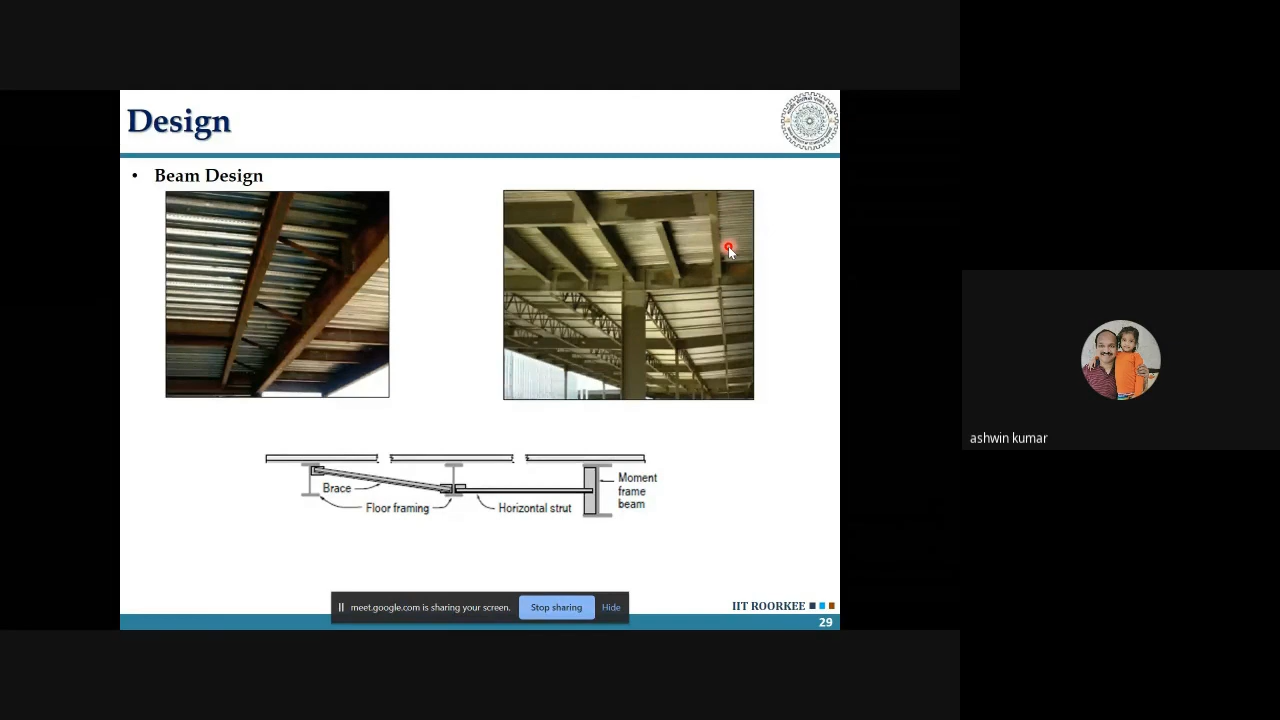 Design
• Beam Design
Brace
Floor framing
Horizontal strut
Moment
frame
beam
meet.google.com is sharing your screen.
Stop sharing
Hide
IIT ROORKEE
29
ashwin kumar